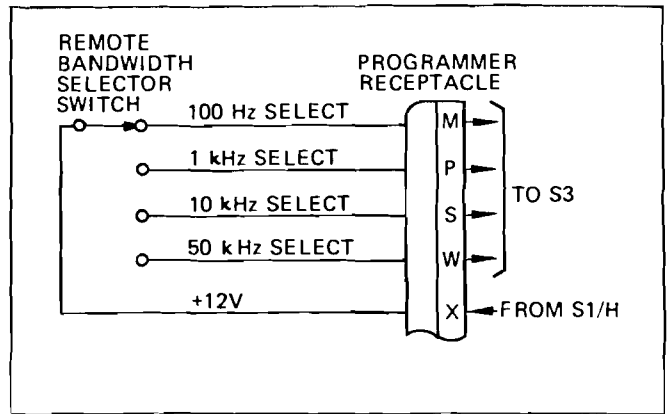 REMOTE
BANDWIDTH
SELECTOR
SWITCH
PROGRAMMER
RECEPTACLE
100 Hz SELECT
M
1 kHz SELECT
P
TO S3
10 kHz SELECT
S
50 kHz SELECT
W
+12V
X
FROM S1/H